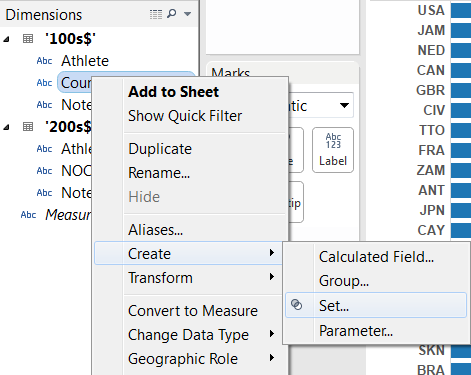 Dimensions
'100s$'
Abc Athlete
Abc Cour
Abc Note
'200s$'
Abc Athl
Abc NOC
Abc Note
Abc Measur
Add to Sheet
Show Quick Filter
Duplicate
Rename...
Hide
Aliases...
Create
Transform
Convert to Measure
Change Data Type
Geographic Role
Calculated Field...
Group...
Set...
Parameter...
Marks
tic
Abc
123
Label
tip
USA
JAM
NED
CAN
GBR
CIV
TTO
FRA
ZAM
ANT
JPN
CAY
SKN
BRA